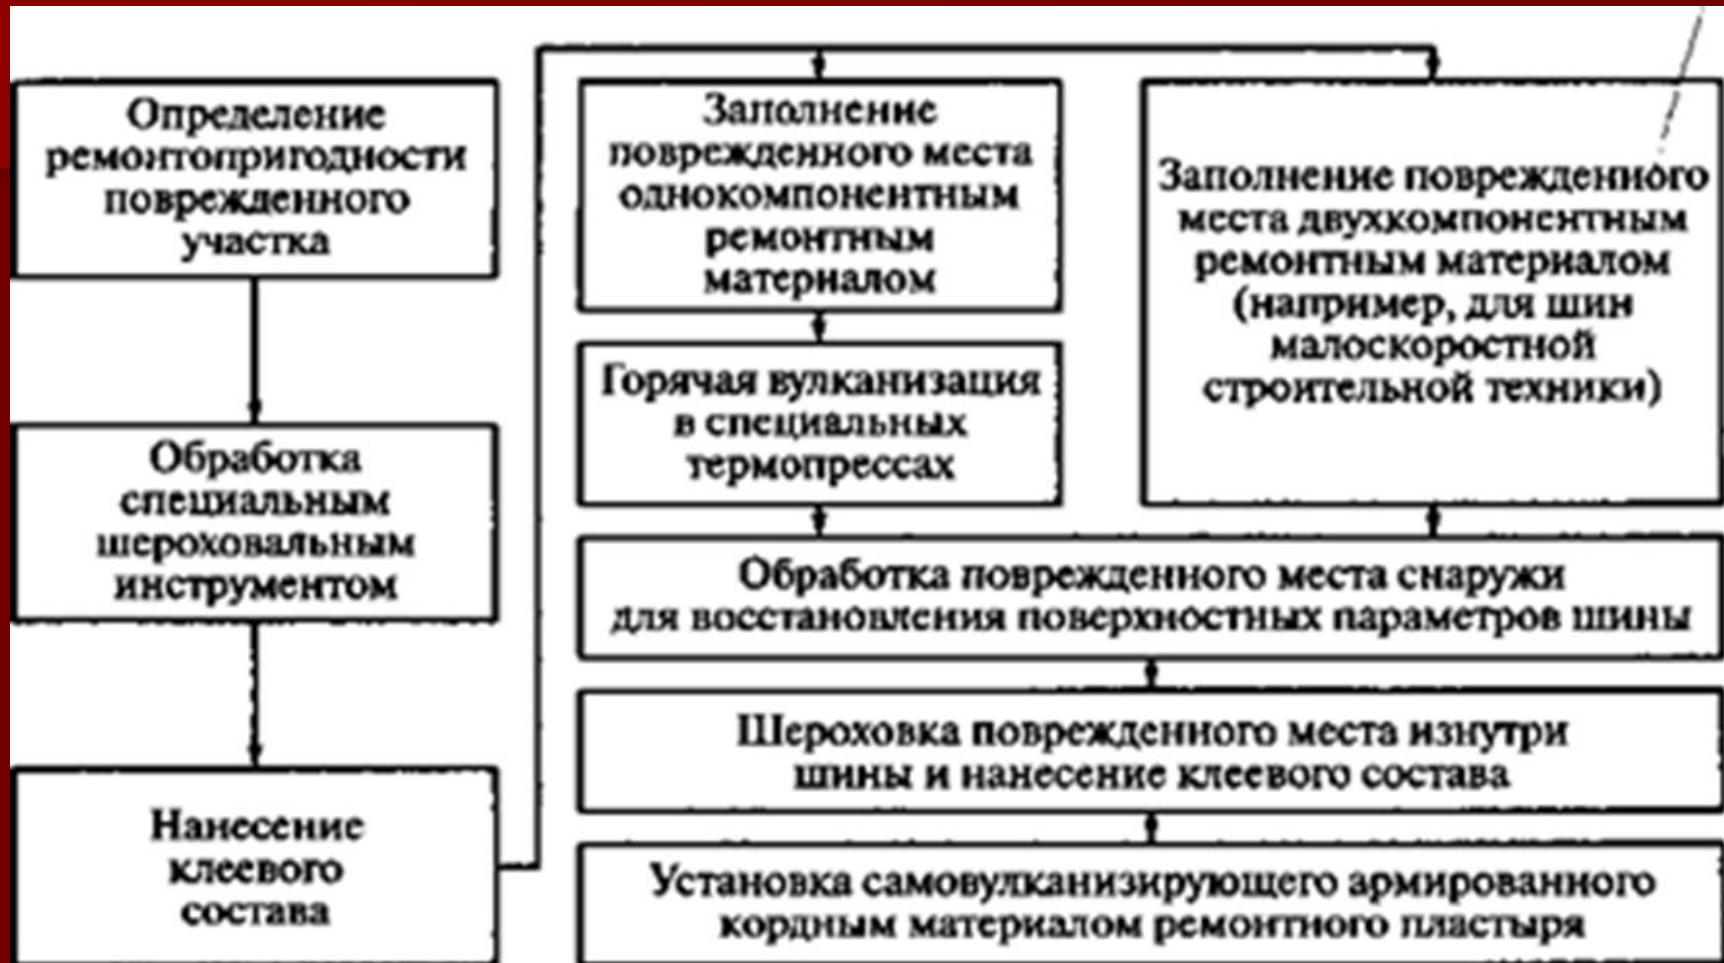 Определение
ремонтопригодности
поврежденного
участка
Обработка
специальным
шероховальным
инструментом
Нанесение
клеевого
состава
Заполнение
поврежденного места
однокомпонентным
ремонтным
материалом
Горячая вулканизация
в специальных
термопрессах
Заполнение поврежденного
места двухкомпонентным
ремонтным материалом
(например, для шин
малоскоростной
строительной техники)
Обработка поврежденного места снаружи
для восстановления поверхностных параметров шины
Шероховка поврежденного места изнутри
шины и нанесение клеевого состава
Установка самовулканизирующего армированного
кордным материалом ремонтного пластыря